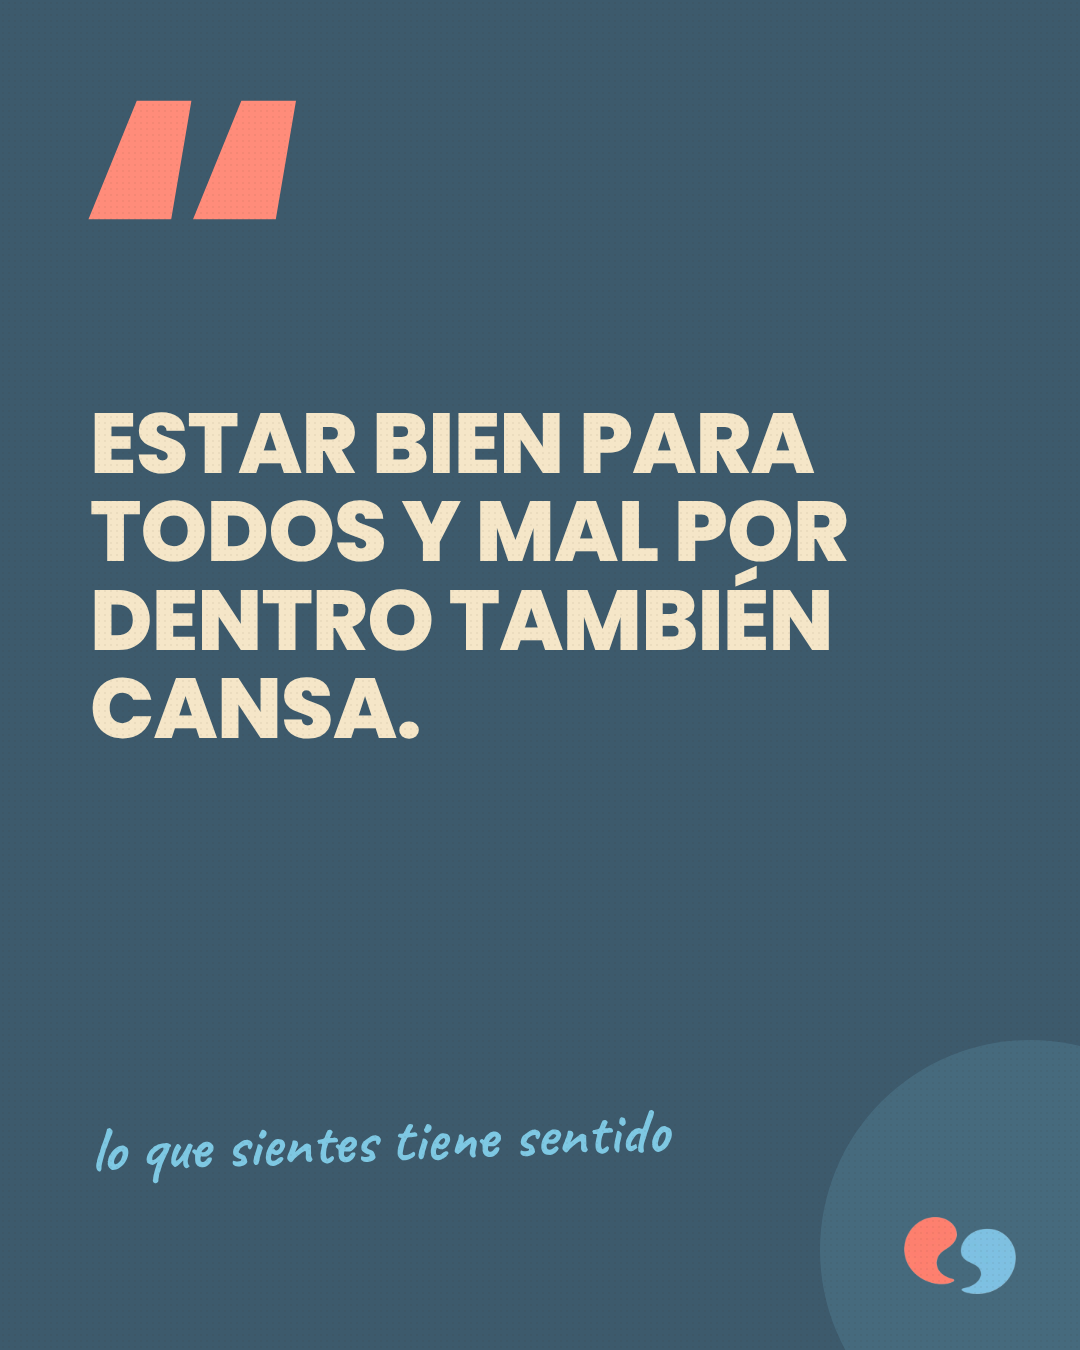 ESTAR BIEN PARA
TODOS Y MAL POR
DENTRO TAMBIÉN
CANSA.
lo que sientes tiene sentido